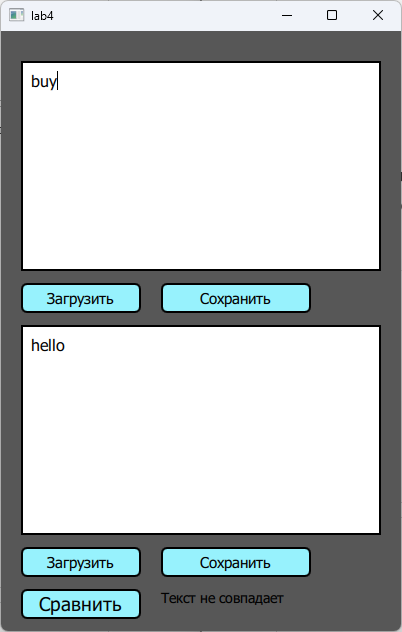 lab4
buy
Загрузить Сохранить
hello
Загрузить Сохранить
Сравнить Текст не совпадает